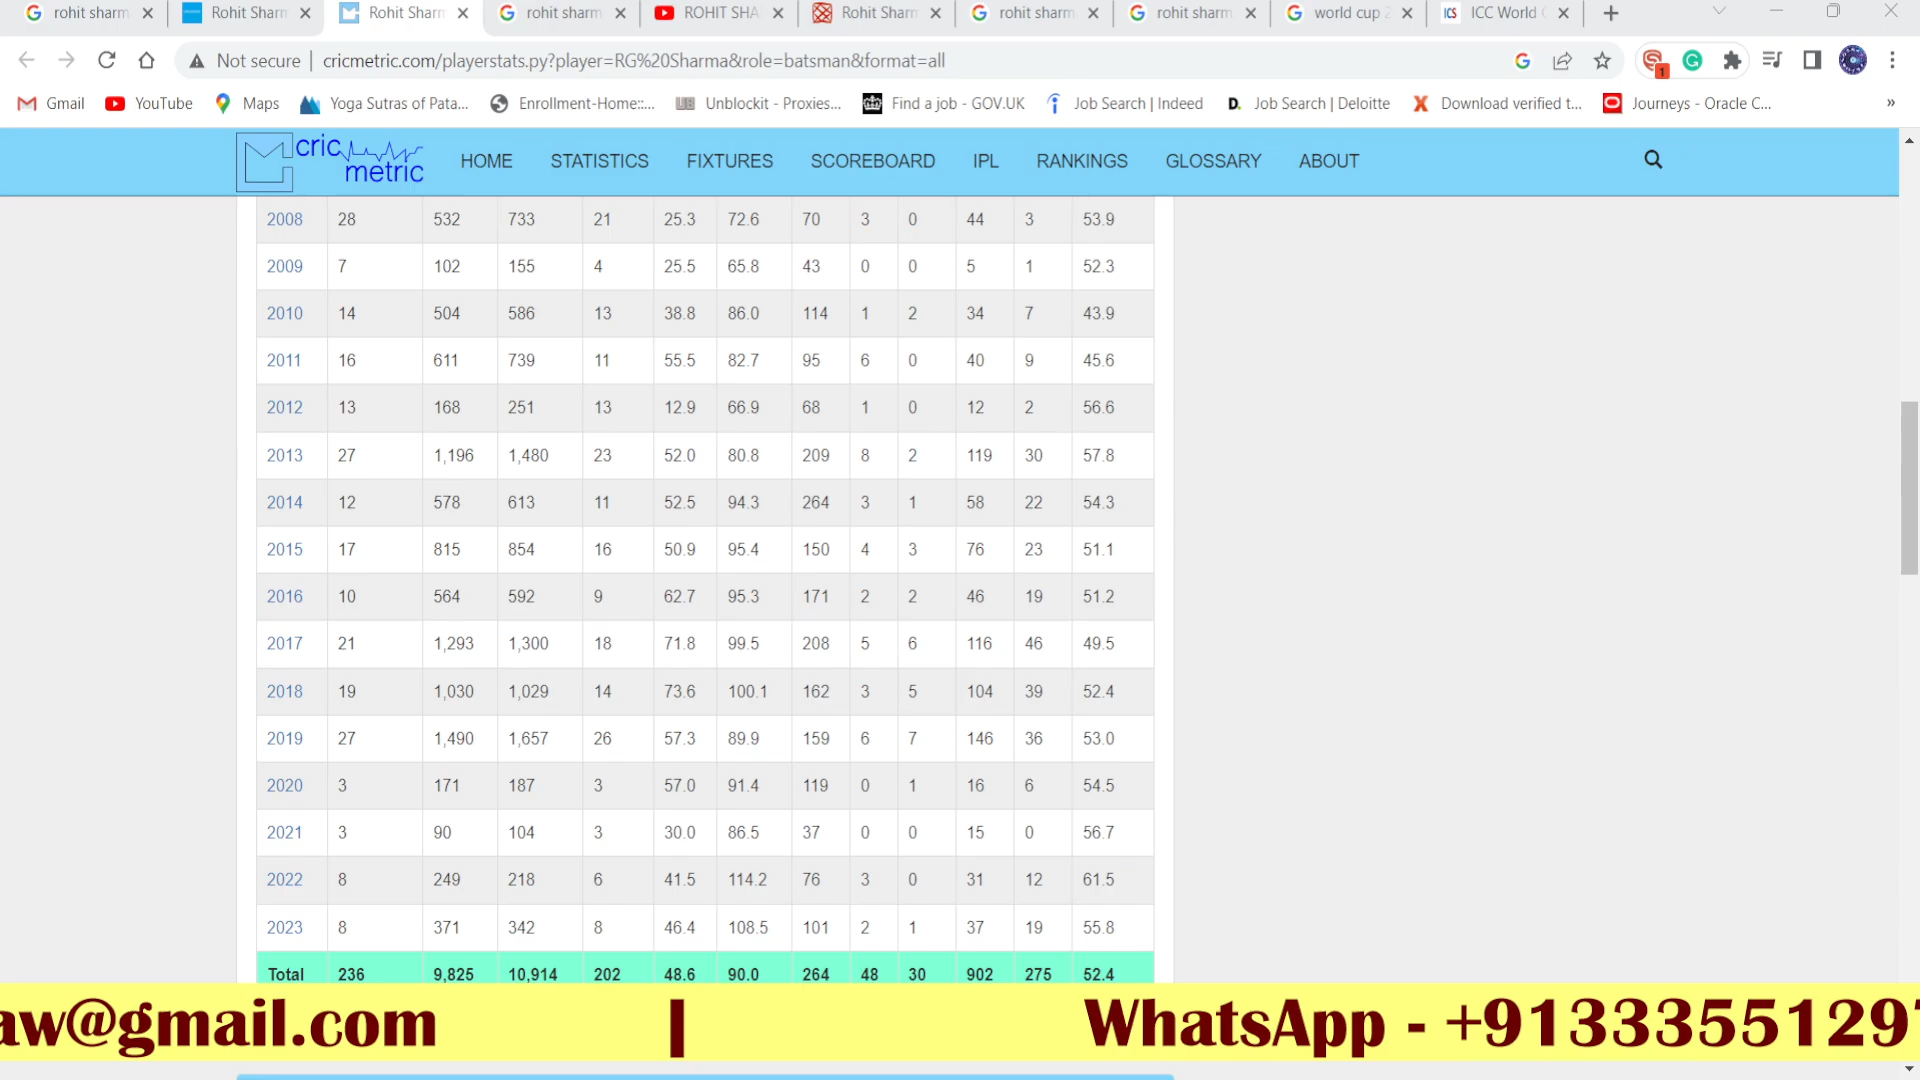 rohit sharm Rohit Sharm Rohit Sharm rohit sharm ROHIT SHA Rohit Sharm rohit sharm rohit sharm world cup 2 ICC World C
Not secure | cricmetric.com/playerstats.py?player=RG%20Sharma&role=batsman&format=all 1
Gmail YouTube Maps Yoga Sutras of Pata... Enrollment-Home::... Unblockit - Proxies... Find a job - GOV.UK Job Search | Indeed D. Job Search | Deloitte Download verified t... Journeys - Oracle C... »
cric metric HOME STATISTICS FIXTURES SCOREBOARD IPL RANKINGS GLOSSARY ABOUT
2008 28 532 733 21 25.3 72.6 70 3 0 44 3 53.9
2009 7 102 155 4 25.5 65.8 43 0 0 5 1 52.3
2010 14 504 586 13 38.8 86.0 114 1 2 34 7 43.9
2011 16 611 739 11 55.5 82.7 95 6 0 40 9 45.6
2012 13 168 251 13 12.9 66.9 68 1 0 12 2 56.6
2013 27 1,196 1,480 23 52.0 80.8 209 8 2 119 30 57.8
2014 12 578 613 11 52.5 94.3 264 3 1 58 22 54.3
2015 17 815 854 16 50.9 95.4 150 4 3 76 23 51.1
2016 10 564 592 9 62.7 95.3 171 2 2 46 19 51.2
2017 21 1,293 1,300 18 71.8 99.5 208 5 6 116 46 49.5
2018 19 1,030 1,029 14 73.6 100.1 162 3 5 104 39 52.4
2019 27 1,490 1,657 26 57.3 89.9 159 6 7 146 36 53.0
2020 3 171 187 3 57.0 91.4 119 0 1 16 6 54.5
2021 3 90 104 3 30.0 86.5 37 0 0 15 0 56.7
2022 8 249 218 6 41.5 114.2 76 3 0 31 12 61.5
2023 8 371 342 8 46.4 108.5 101 2 1 37 19 55.8
Total 236 9,825 10,914 202 48.6 90.0 264 48 30 902 275 52.4
aw@gmail.com | WhatsApp - +91333551297